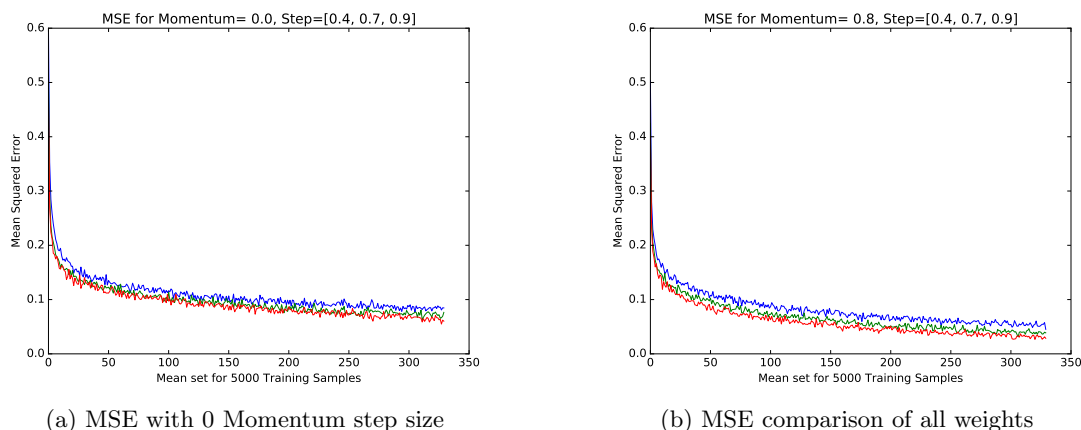 MSE for Momentum= 0.0, Step=[0.4, 0.7, 0.9]
0.6
0.5
0.4
0.3
0.2
0.1
0.0
Mean Squared Error
0 50 100 150 200 250 300 350
Mean set for 5000 Training Samples
(a) MSE with 0 Momentum step size
MSE for Momentum= 0.8, Step=[0.4, 0.7, 0.9]
0.6
0.5
0.4
0.3
0.2
0.1
0.0
Mean Squared Error
0 50 100 150 200 250 300 350
Mean set for 5000 Training Samples
(b) MSE comparison of all weights